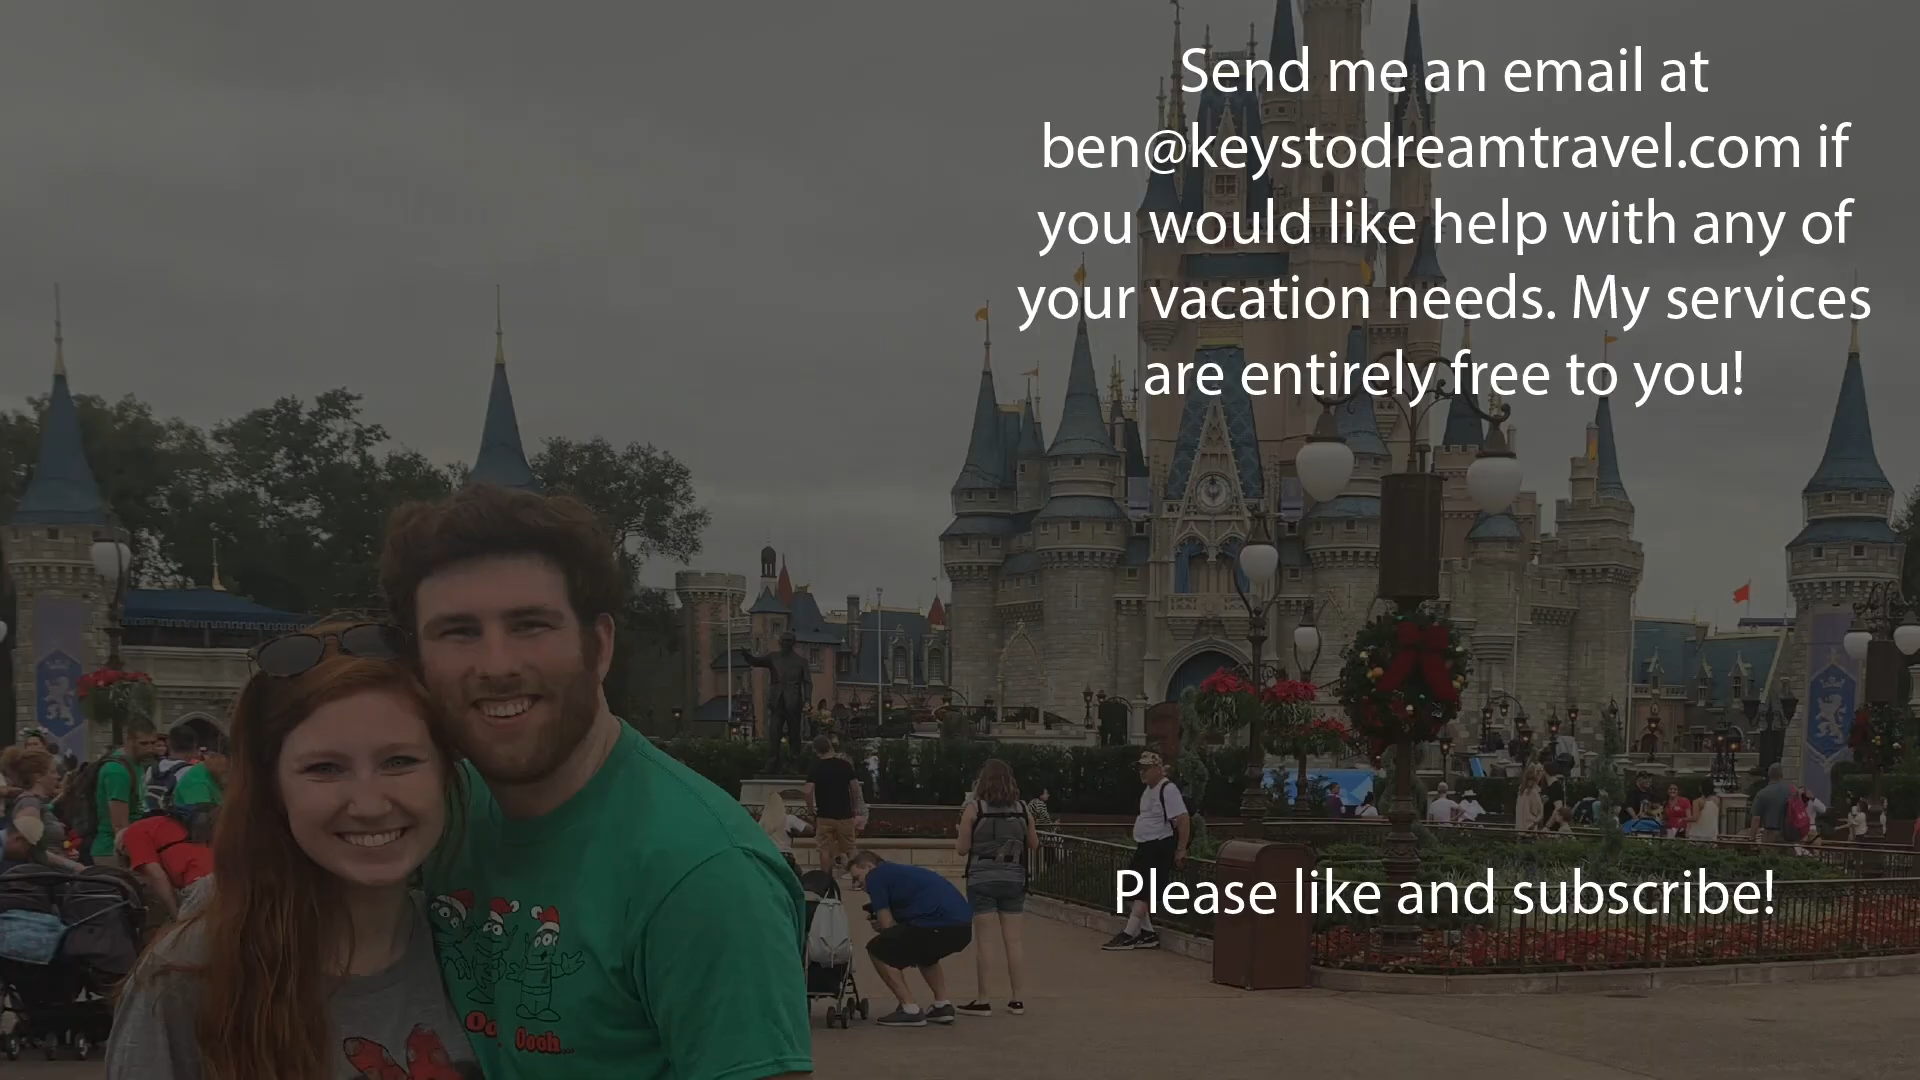 Send me an email at
ben@keystodreamtravel.com if
you would like help with any of
your vacation needs. My services
are entirely free to you!
Oooh...
Please like and subscribe!